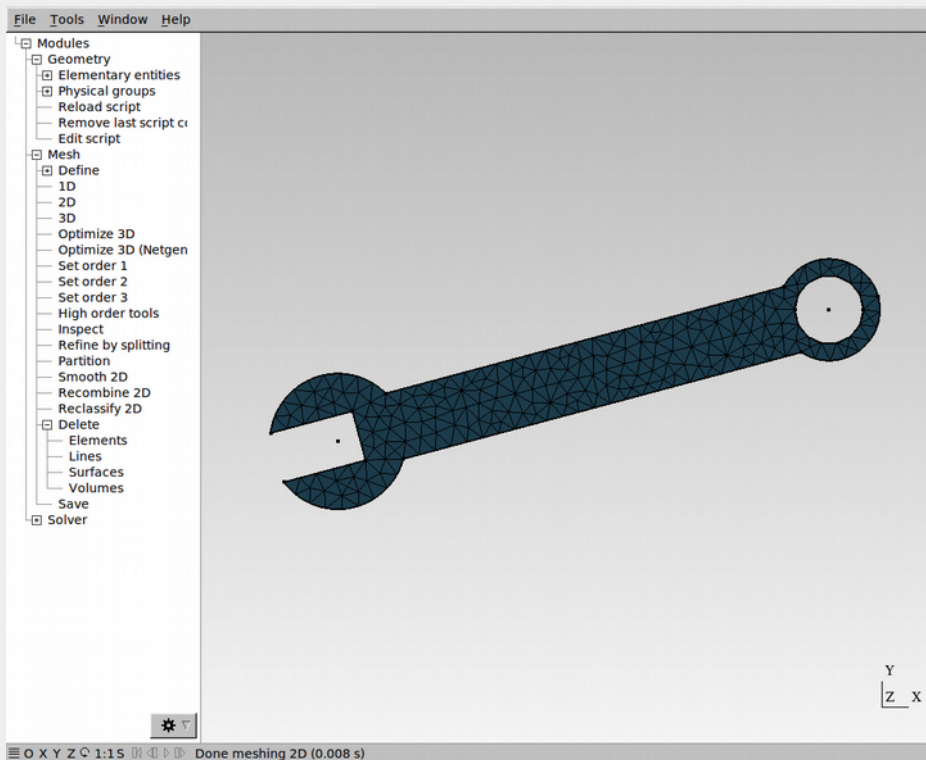 File Tools Window Help
Modules
Geometry
Elementary entities
Physical groups
Reload script
Remove last script co
Edit script
Mesh
Define
1D
2D
3D
Optimize 3D
Optimize 3D (Netgen
Set order 1
Set order 2
Set order 3
High order tools
Inspect
Refine by splitting
Partition
Smooth 2D
Recombine 2D
Reclassify 2D
Delete
Elements
Lines
Surfaces
Volumes
Save
Solver
Y
Z X
O X Y Z 1:1 S Done meshing 2D (0.008 s)